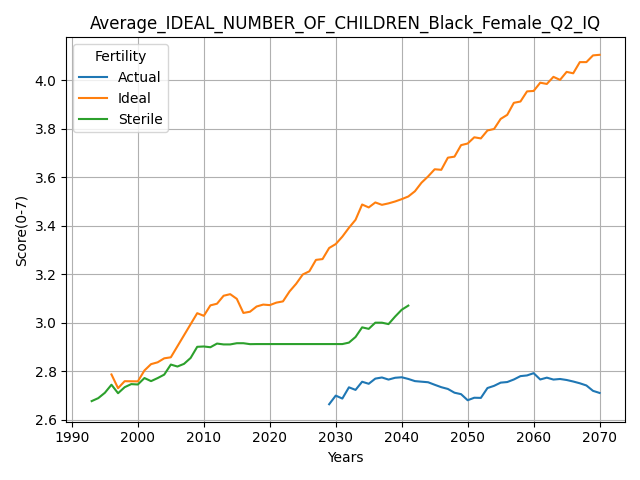 Average_IDEAL_NUMBER_OF_CHILDREN_Black_Female_Q2_IQ
Fertility
Actual
Ideal
Sterile
Score(0-7)
4.0
3.8
3.6
3.4
3.2
3.0
2.8
2.6
1990 2000 2010 2020 2030 2040 2050 2060 2070
Years